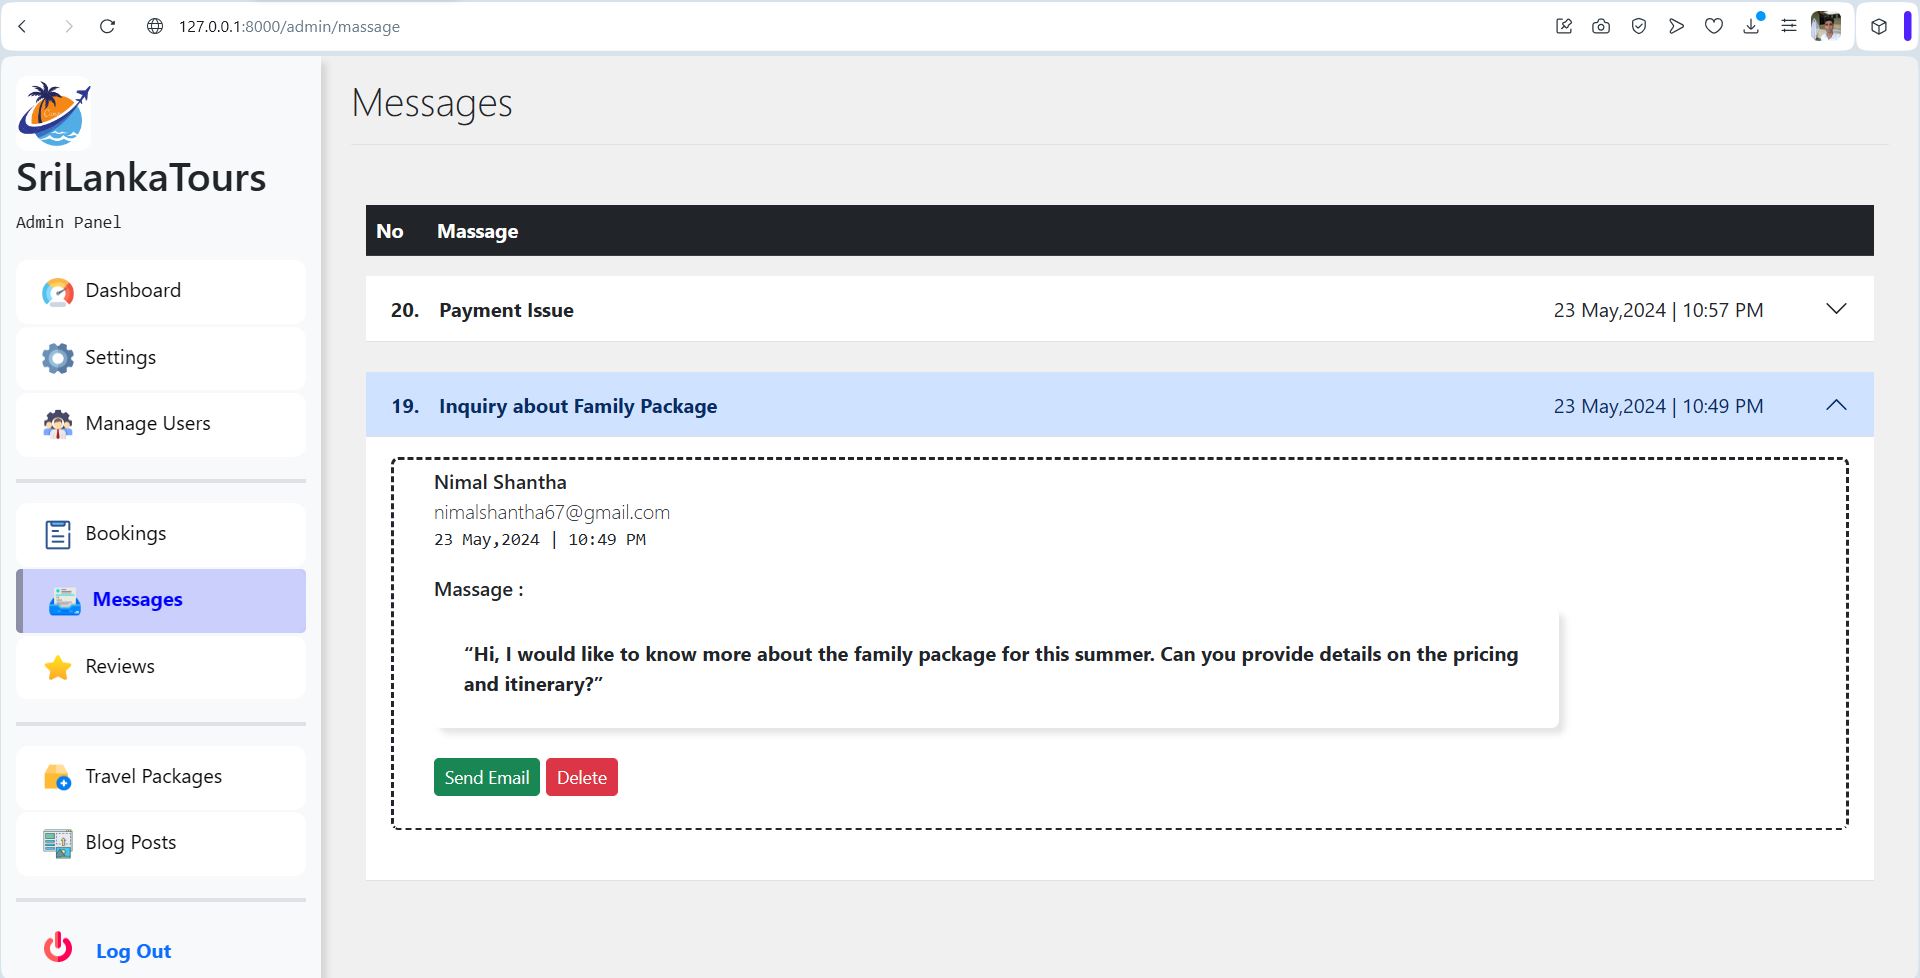 127.0.0.1:8000/admin/massage
SriLankaTours
Admin Panel
Dashboard
Settings
Manage Users
Bookings
Messages
Reviews
Travel Packages
Blog Posts
Log Out
Messages
No Massage
20. Payment Issue 23 May,2024 | 10:57 PM
19. Inquiry about Family Package 23 May,2024 | 10:49 PM
Nimal Shantha
nimalshantha67@gmail.com
23 May,2024 | 10:49 PM
Massage :
“Hi, I would like to know more about the family package for this summer. Can you provide details on the pricing
and itinerary?”
Send Email Delete